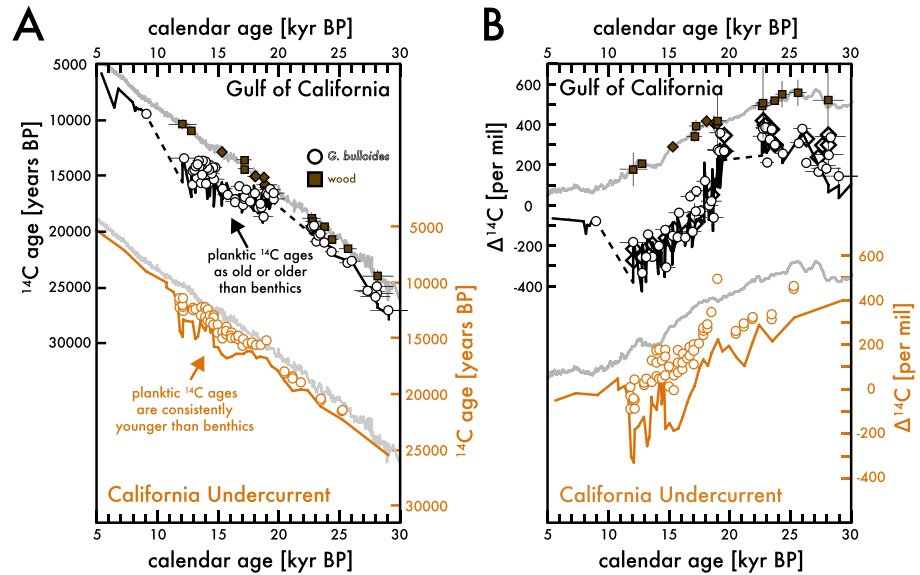 A
calendar age [kyr BP]
5 10 15 20 25 30
5000
10000
15000
20000
25000
30000
¹⁴C age [years BP]
Gulf of California
G. bulloides
wood
planktic ¹⁴C ages
as old or older
than benthics
5000
10000
15000
20000
25000
30000
¹⁴C age [years BP]
planktic ¹⁴C ages
are consistently
younger than benthics
California Undercurrent
5 10 15 20 25 30
calendar age [kyr BP]
B
calendar age [kyr BP]
5 10 15 20 25 30
600
400
200
0
-200
-400
Δ¹⁴C [per mil]
Gulf of California
600
400
200
0
-200
-400
Δ¹⁴C [per mil]
California Undercurrent
5 10 15 20 25 30
calendar age [kyr BP]